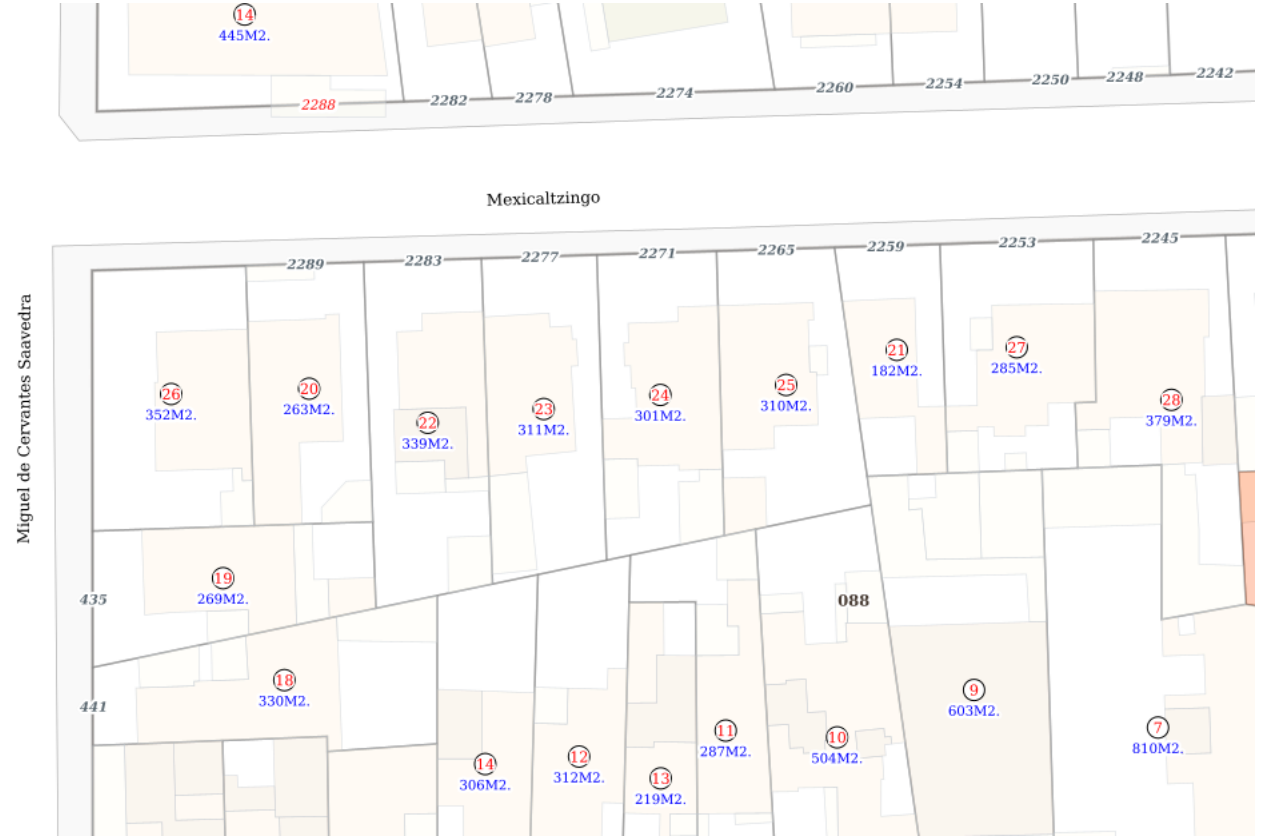 14
445M2.
2288
2282
2278
2274
2260
2254
2250
2248
2242
Mexicaltzingo
Miguel de Cervantes Saavedra
2289
2283
2277
2271
2265
2259
2253
2245
26
352M2.
20
263M2.
22
339M2.
23
311M2.
24
301M2.
25
310M2.
21
182M2.
27
285M2.
28
379M2.
435
19
269M2.
088
441
18
330M2.
14
306M2.
12
312M2.
13
219M2.
11
287M2.
10
504M2.
9
603M2.
7
810M2.